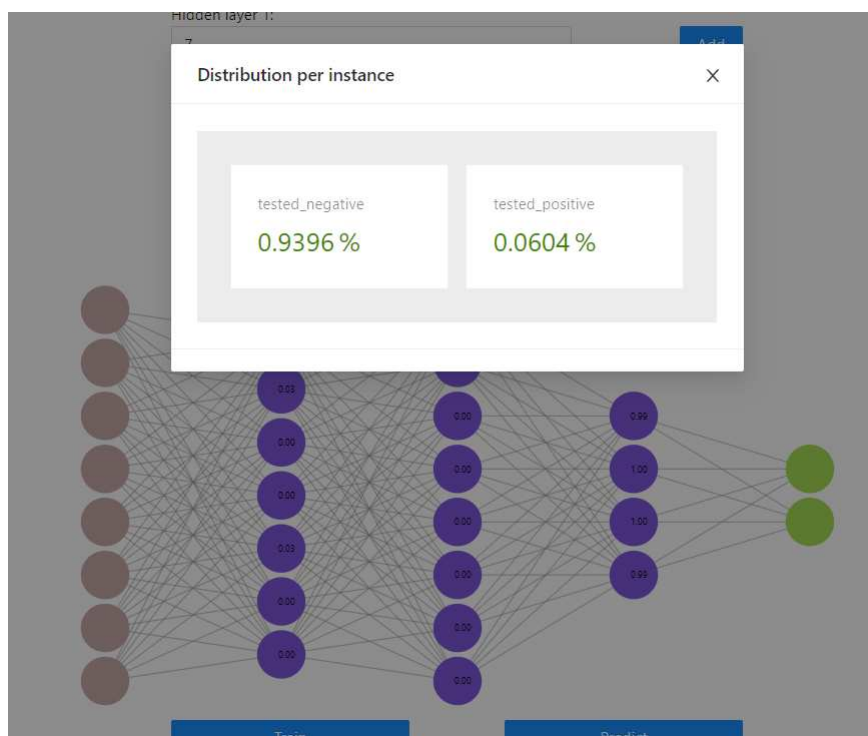 Hidden layer 1:
7
Add
Distribution per instance
tested_negative
tested_positive
0.9396 %
0.0604 %
0.03
0.00
0.99
0.00
0.00
1.00
0.00
0.00
1.00
0.03
0.00
0.99
0.00
0.00
0.00
0.00
Train
Predict